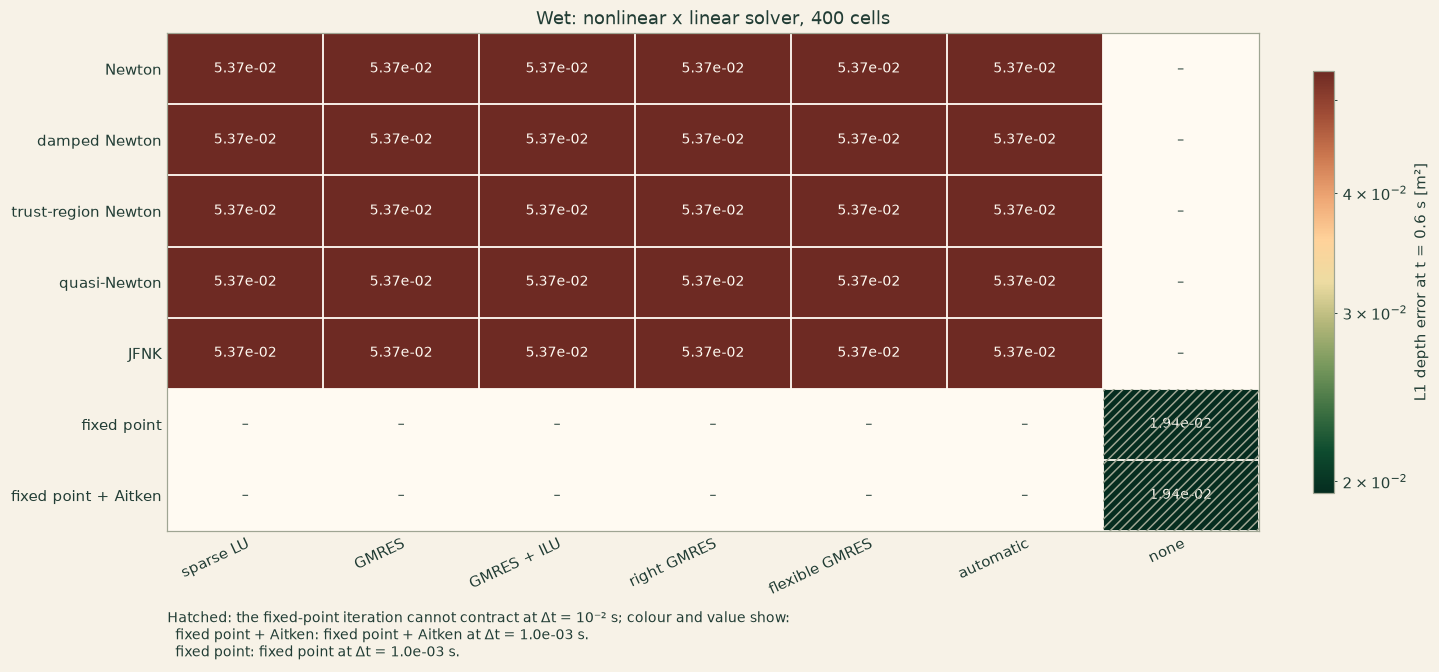 Wet: nonlinear x linear solver, 400 cells
Newton 5.37e-02 5.37e-02 5.37e-02 5.37e-02 5.37e-02 5.37e-02 –
damped Newton 5.37e-02 5.37e-02 5.37e-02 5.37e-02 5.37e-02 5.37e-02 –
trust-region Newton 5.37e-02 5.37e-02 5.37e-02 5.37e-02 5.37e-02 5.37e-02 –
quasi-Newton 5.37e-02 5.37e-02 5.37e-02 5.37e-02 5.37e-02 5.37e-02 –
JFNK 5.37e-02 5.37e-02 5.37e-02 5.37e-02 5.37e-02 5.37e-02 –
fixed point – – – – – – 1.94e-02
fixed point + Aitken – – – – – – 1.94e-02
sparse LU GMRES GMRES + ILU right GMRES flexible GMRES automatic none
4 × 10⁻²
3 × 10⁻²
2 × 10⁻²
L1 depth error at t = 0.6 s [m²]
Hatched: the fixed-point iteration cannot contract at Δt = 10⁻² s; colour and value show:
fixed point + Aitken: fixed point + Aitken at Δt = 1.0e-03 s.
fixed point: fixed point at Δt = 1.0e-03 s.